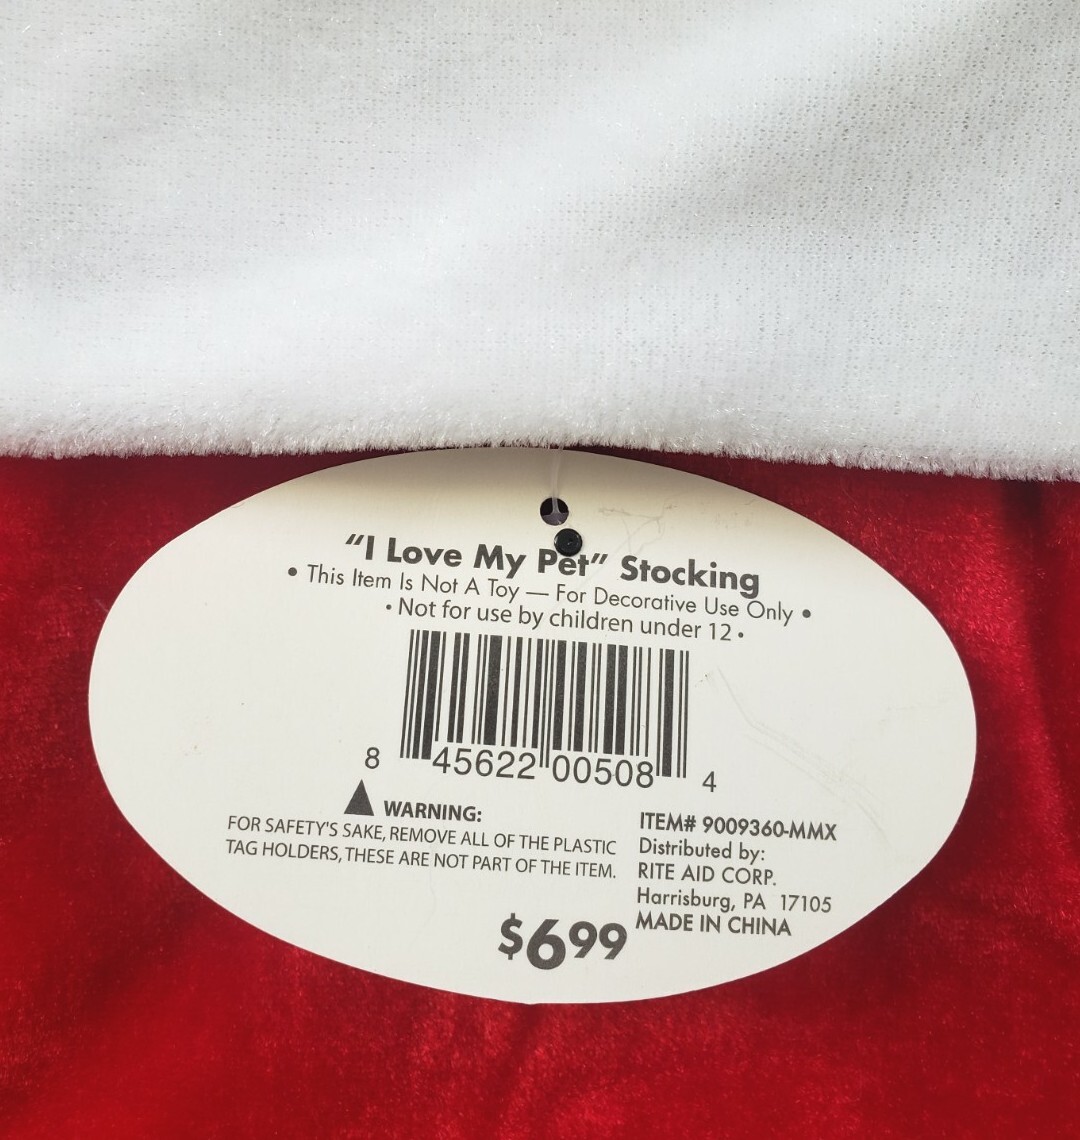 “I Love My Pet” Stocking
• This Item Is Not A Toy — For Decorative Use Only •
• Not for use by children under 12 •
8 45622 00508 4
WARNING:
FOR SAFETY'S SAKE, REMOVE ALL OF THE PLASTIC
TAG HOLDERS, THESE ARE NOT PART OF THE ITEM.
ITEM# 9009360-MMX
Distributed by:
RITE AID CORP.
Harrisburg, PA 17105
MADE IN CHINA
$699